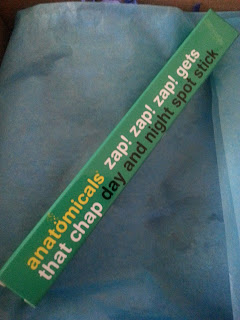 anatomicals zap! zap! zap! gets
that chap day and night spot stick